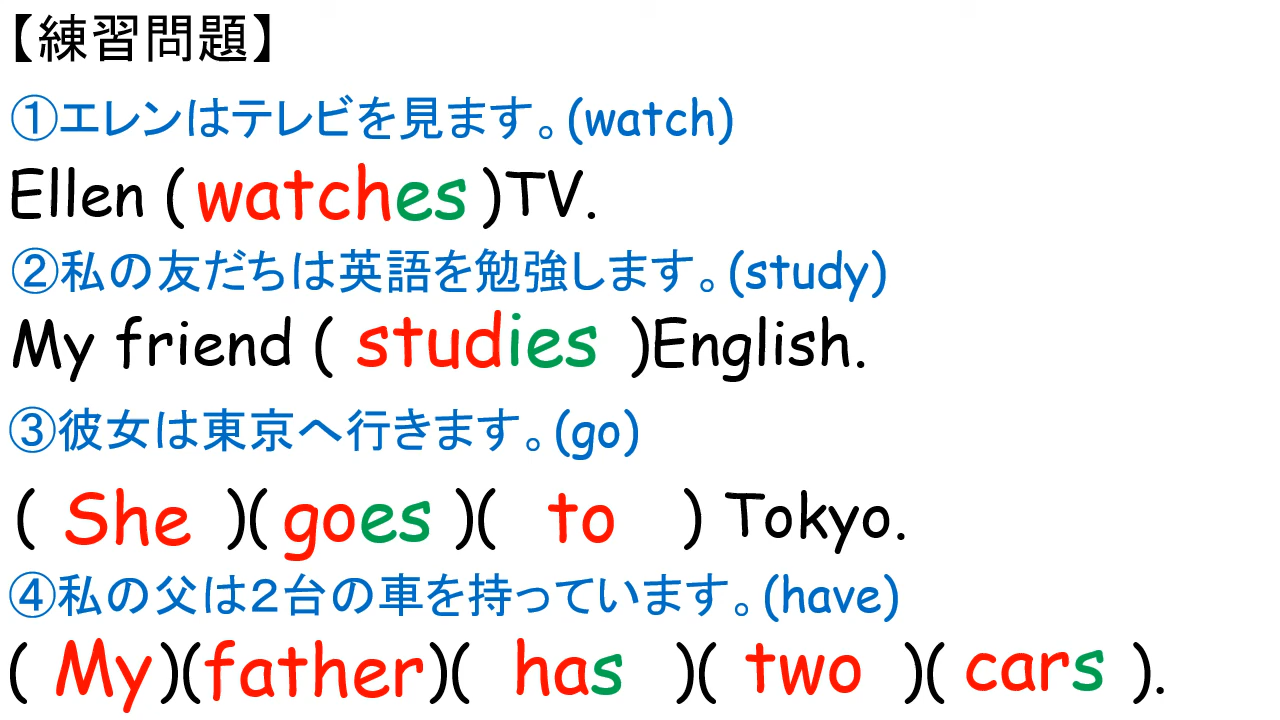 【練習問題】
①エレンはテレビを見ます。(watch)
Ellen ( watches )TV.
②私の友だちは英語を勉強します。(study)
My friend ( studies )English.
③彼女は東京へ行きます。(go)
( She )( goes )( to ) Tokyo.
④私の父は２台の車を持っています。(have)
( My )( father )( has )( two )( cars ).